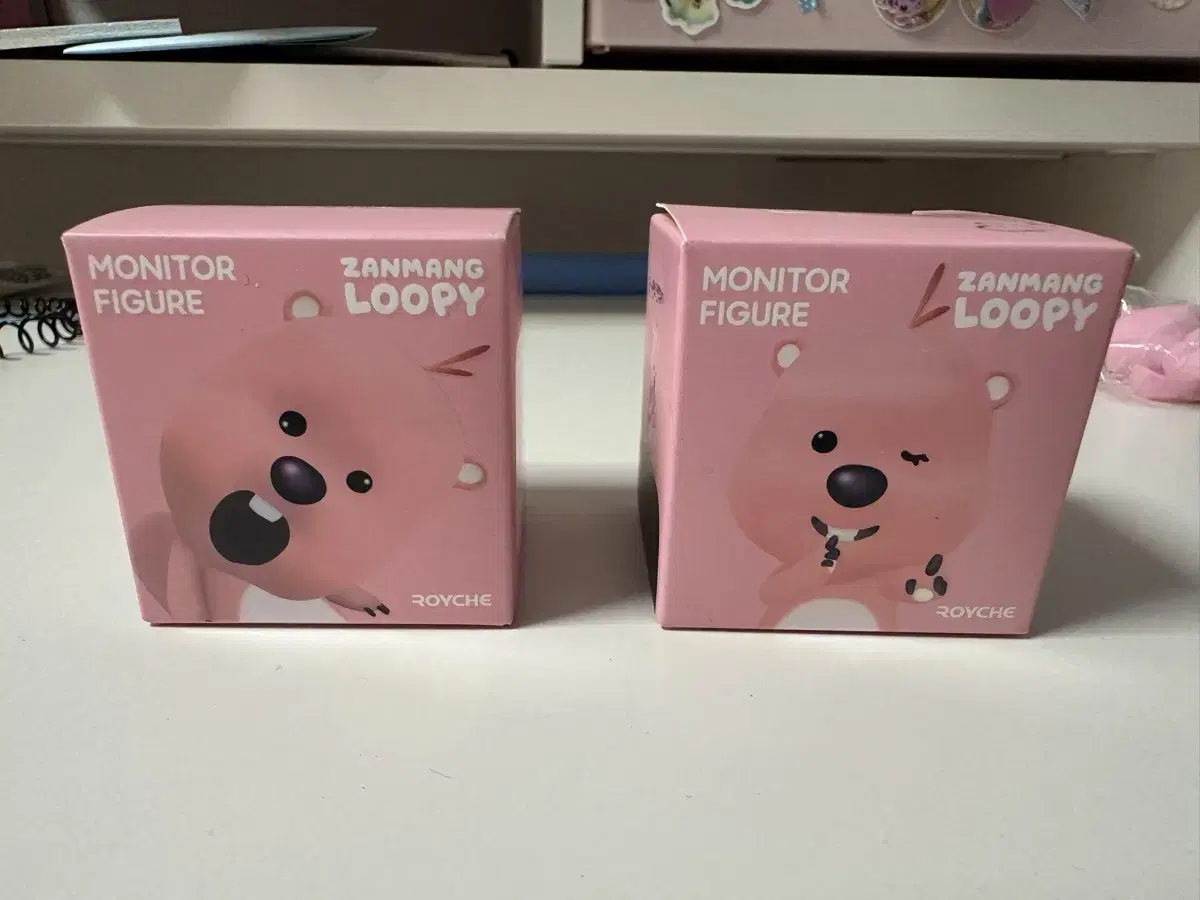 MONITOR
FIGURE
ZANMANG
LOOPY
ROYCHE
MONITOR
FIGURE
ZANMANG
LOOPY
ROYCHE